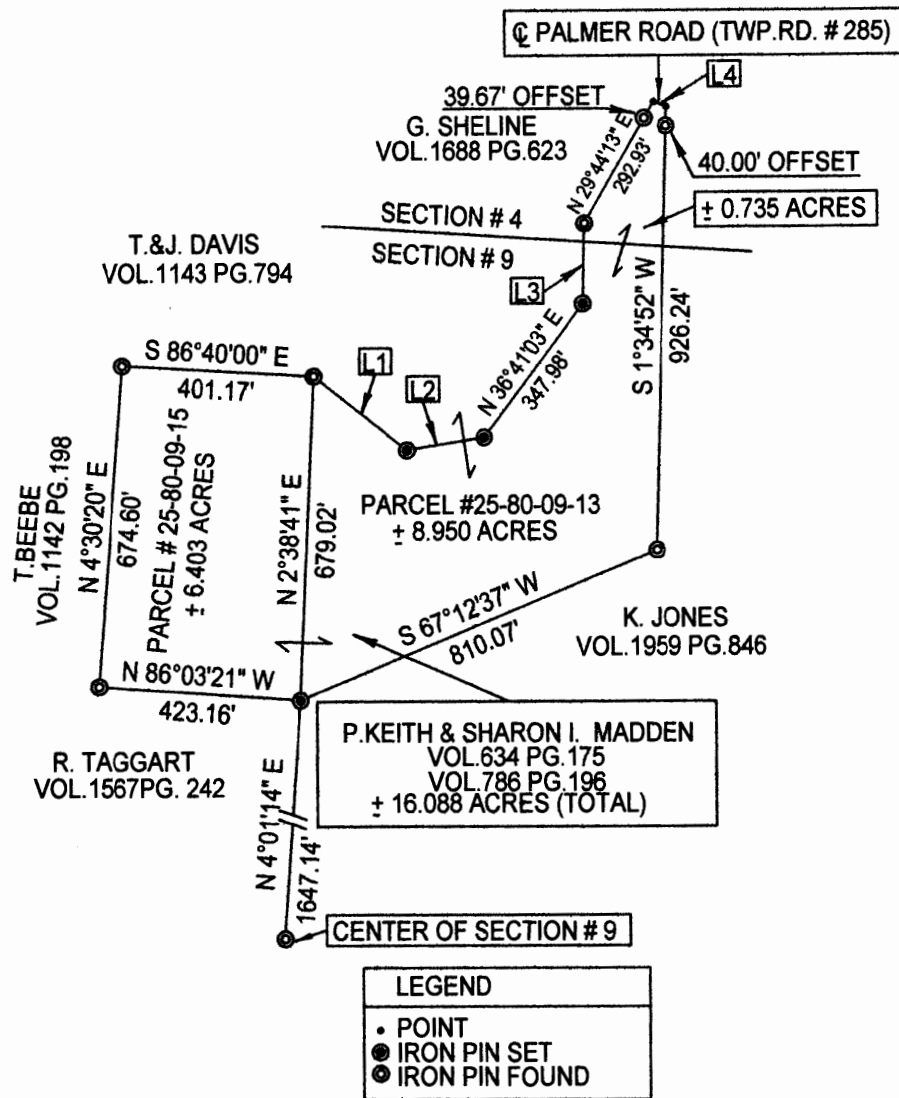 ℄ PALMER ROAD (TWP.RD. # 285)
L4
39.67' OFFSET
G. SHELINE
VOL.1688 PG.623
N 29°44'13" E
292.93'
40.00' OFFSET
± 0.735 ACRES
SECTION # 4
SECTION # 9
T.&J. DAVIS
VOL.1143 PG.794
L3
S 1°34'52" W
926.24'
S 86°40'00" E
401.17'
L1
L2
N 36°41'03" E
347.98'
T.BEEBE
VOL.1142 PG.198
N 4°30'20" E
674.60'
PARCEL # 25-80-09-15
± 6.403 ACRES
N 2°38'41" E
679.02'
PARCEL #25-80-09-13
± 8.950 ACRES
S 67°12'37" W
810.07'
K. JONES
VOL.1959 PG.846
N 86°03'21" W
423.16'
R. TAGGART
VOL.1567PG. 242
P.KEITH & SHARON I. MADDEN
VOL.634 PG.175
VOL.786 PG.196
± 16.088 ACRES (TOTAL)
N 4°01'14" E
1647.14'
CENTER OF SECTION # 9
LEGEND
POINT
IRON PIN SET
IRON PIN FOUND